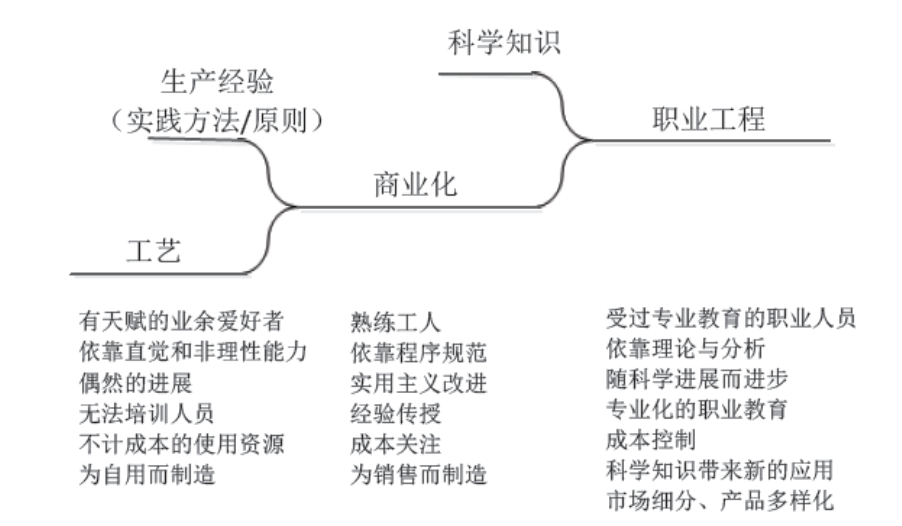 科学知识
生产经验
（实践方法/原则）
职业工程
商业化
工艺
有天赋的业余爱好者
依靠直觉和非理性能力
偶然的进展
无法培训人员
不计成本的使用资源
为自用而制造
熟练工人
依靠程序规范
实用主义改进
经验传授
成本关注
为销售而制造
受过专业教育的职业人员
依靠理论与分析
随科学进展而进步
专业化的职业教育
成本控制
科学知识带来新的应用
市场细分、产品多样化